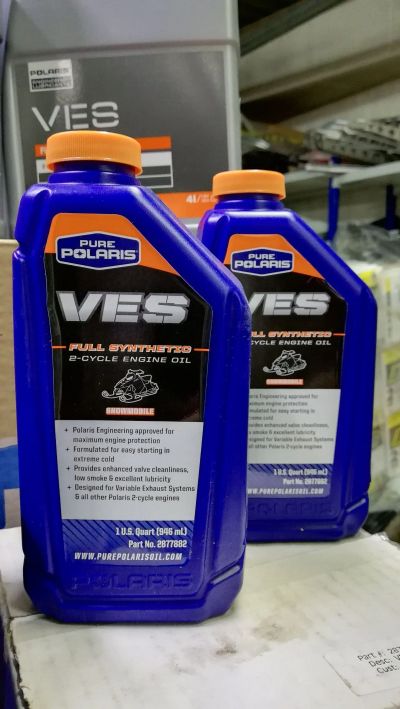 POLARIS
ENGINEERED
LUBRICANTS
VES
4L/
PURE
POLARIS
VES
FULL SYNTHETIC
2-CYCLE ENGINE OIL
SNOWMOBILE
+ Polaris Engineering approved for
maximum engine protection
+ Formulated for easy starting in
extreme cold
+ Provides enhanced valve cleanliness,
low smoke & excellent lubricity
+ Designed for Variable Exhaust Systems
& all other Polaris 2-cycle engines
1 U.S. Quart (946 mL)
Part No. 2877882
WWW.PUREPOLARISOIL.COM
POLARIS
PURE
POLARIS
VES
FULL SYNTHETIC
CYCLE ENGINE OIL
SNOWMOBILE
Engineering approved for
engine protection
Formulated for easy starting in
cold
Provides enhanced valve cleanliness,
smoke & excellent lubricity
Designed for Variable Exhaust Systems
all other Polaris 2-cycle engines
1 U.S. Quart (946 mL)
Part No. 2877882
WWW.PUREPOLARISOIL.COM
POLARIS
Part #: 287
Desc:
Cust: